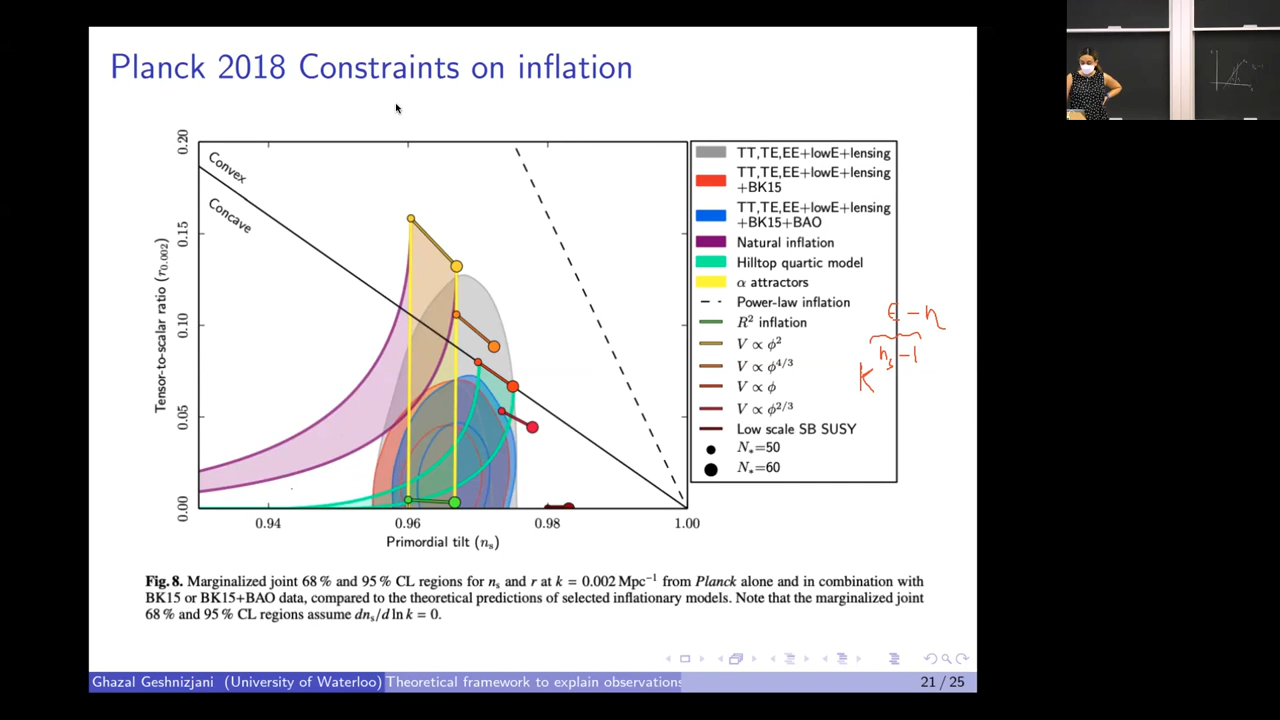 Planck 2018 Constraints on inflation
0.20
0.15
0.10
0.05
0.00
Tensor-to-scalar ratio (r0.002)
Convex
Concave
0.94
0.96
0.98
1.00
Primordial tilt (ns)
TT,TE,EE+lowE+lensing
TT,TE,EE+lowE+lensing
+BK15
TT,TE,EE+lowE+lensing
+BK15+BAO
Natural inflation
Hilltop quartic model
α attractors
Power-law inflation
R² inflation
V ∝ φ²
V ∝ φ^4/3
V ∝ φ
V ∝ φ^2/3
Low scale SB SUSY
N*=50
N*=60
ϵ − η
k^ns−1
Fig. 8. Marginalized joint 68 % and 95 % CL regions for ns and r at k = 0.002 Mpc⁻¹ from Planck alone and in combination with
BK15 or BK15+BAO data, compared to the theoretical predictions of selected inflationary models. Note that the marginalized joint
68 % and 95 % CL regions assume dns/d ln k = 0.
Ghazal Geshnizjani (University of Waterloo) Theoretical framework to explain observations 21 / 25